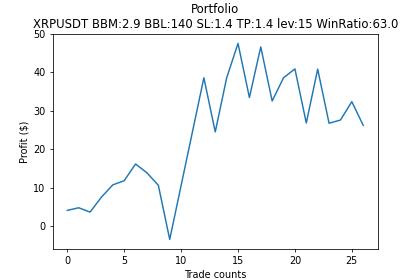 Portfolio
XRPUSDT BBM:2.9 BBL:140 SL:1.4 TP:1.4 lev:15 WinRatio:63.0
50
40
30
20
10
0
Profit ($)
0 5 10 15 20 25
Trade counts